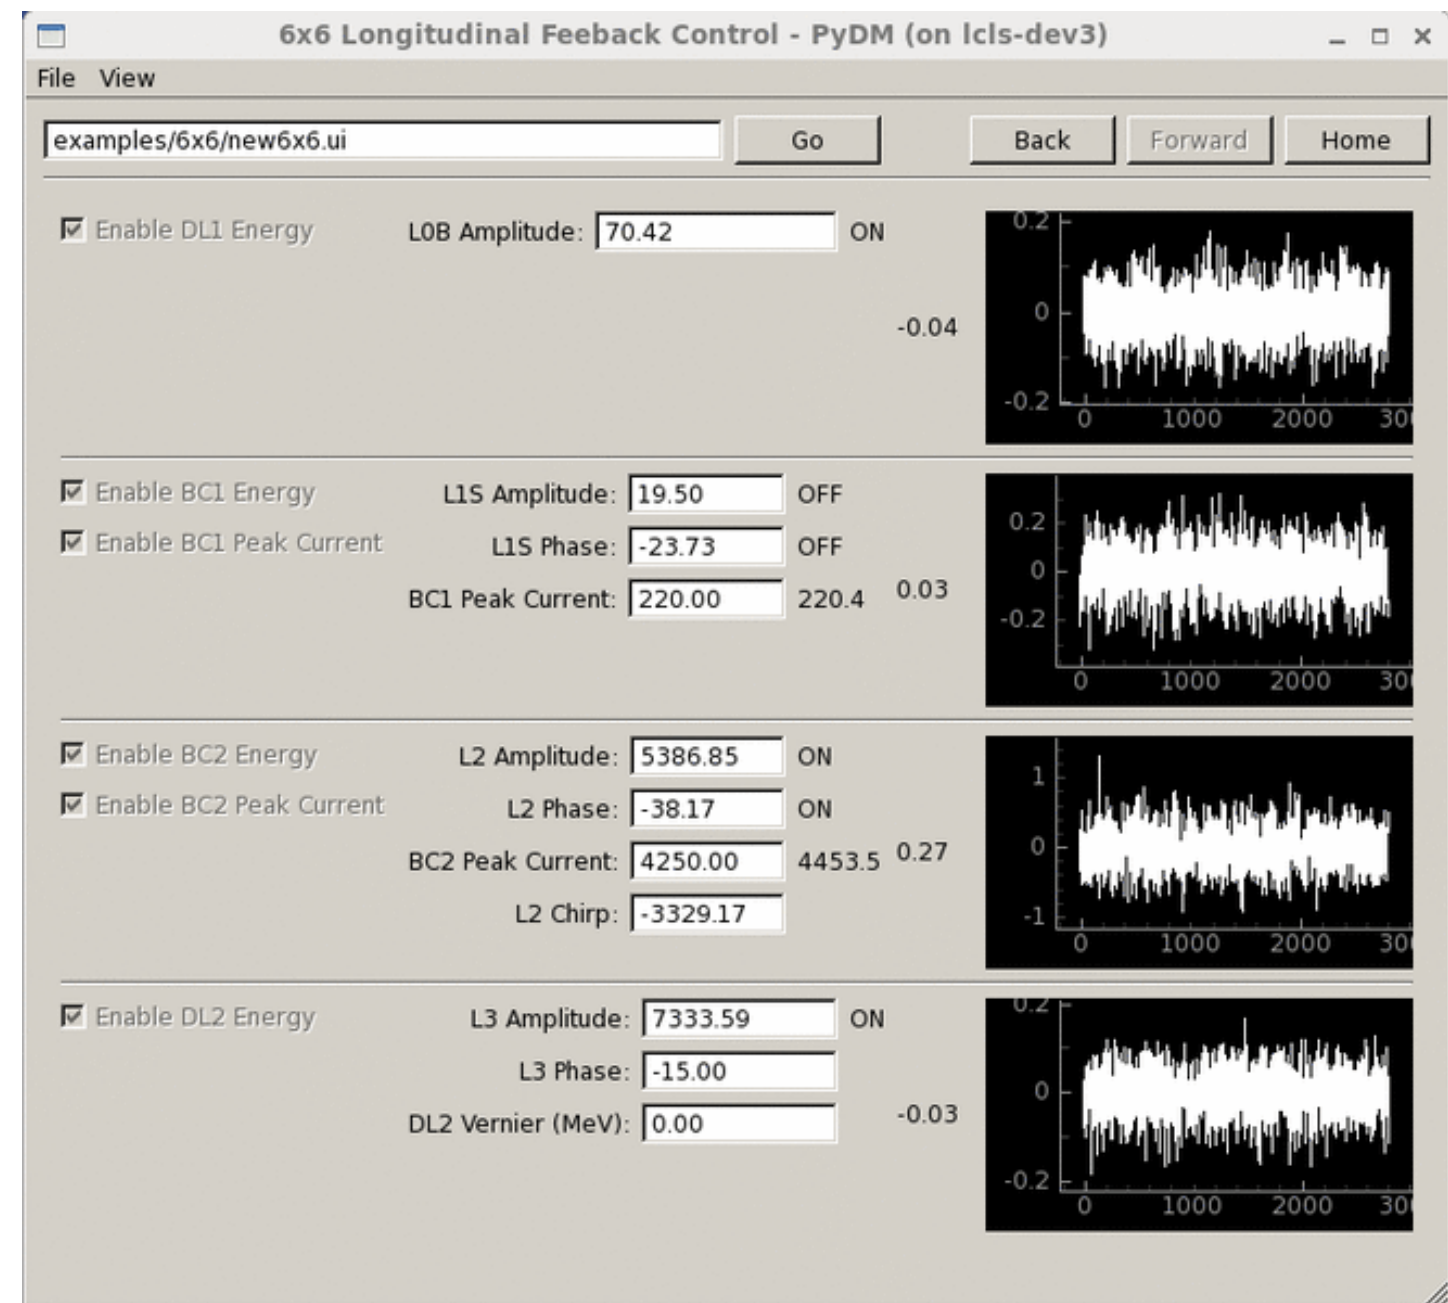 6x6 Longitudinal Feeback Control - PyDM (on lcls-dev3)
File View
examples/6x6/new6x6.ui Go Back Forward Home
Enable DL1 Energy L0B Amplitude: 70.42 ON
-0.04
0.2
0
-0.2
0 1000 2000 300
Enable BC1 Energy L1S Amplitude: 19.50 OFF
Enable BC1 Peak Current L1S Phase: -23.73 OFF
BC1 Peak Current: 220.00 220.4 0.03
0.2
0
-0.2
0 1000 2000 300
Enable BC2 Energy L2 Amplitude: 5386.85 ON
Enable BC2 Peak Current L2 Phase: -38.17 ON
BC2 Peak Current: 4250.00 4453.5 0.27
L2 Chirp: -3329.17
1
0
-1
0 1000 2000 300
Enable DL2 Energy L3 Amplitude: 7333.59 ON
L3 Phase: -15.00
DL2 Vernier (MeV): 0.00 -0.03
0.2
0
-0.2
0 1000 2000 300